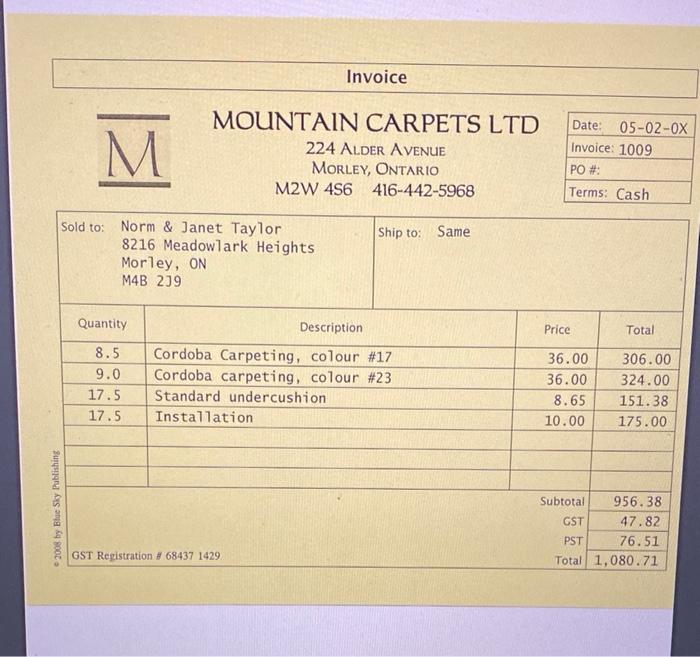 Invoice
M
MOUNTAIN CARPETS LTD
224 ALDER AVENUE
MORLEY, ONTARIO
M2W 4S6 416-442-5968
Date: 05-02-0X
Invoice: 1009
PO #:
Terms: Cash
Sold to: Norm & Janet Taylor
8216 Meadowlark Heights
Morley, ON
M4B 2J9
Ship to: Same
Quantity Description Price Total
8.5 Cordoba Carpeting, colour #17 36.00 306.00
9.0 Cordoba carpeting, colour #23 36.00 324.00
17.5 Standard undercushion 8.65 151.38
17.5 Installation 10.00 175.00
Subtotal 956.38
GST 47.82
PST 76.51
Total 1,080.71
GST Registration # 68437 1429
© 2008 by Blue Sky Publishing